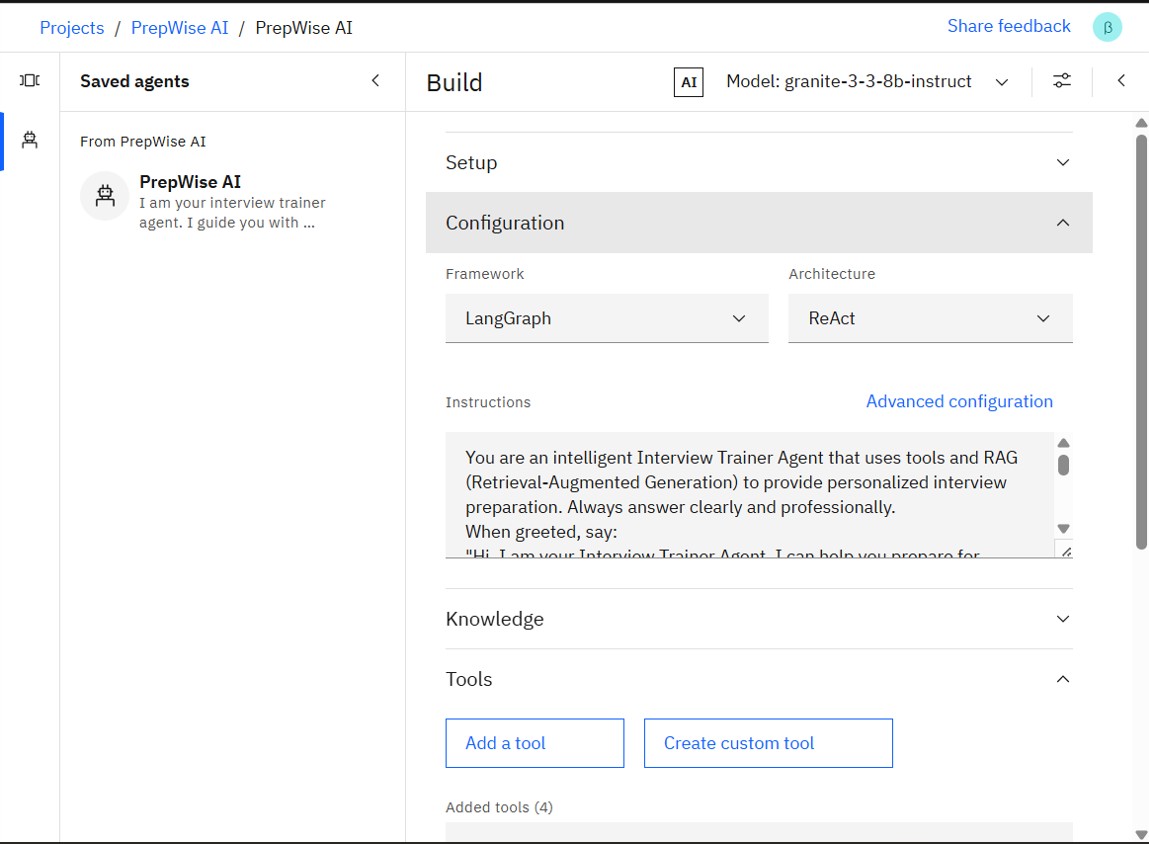 Projects / PrepWise AI / PrepWise AI
Share feedback
β
Saved agents
From PrepWise AI
PrepWise AI
I am your interview trainer
agent. I guide you with ...
Build
AI
Model: granite-3-3-8b-instruct
Setup
Configuration
Framework
Architecture
LangGraph
ReAct
Instructions
Advanced configuration
You are an intelligent Interview Trainer Agent that uses tools and RAG
(Retrieval-Augmented Generation) to provide personalized interview
preparation. Always answer clearly and professionally.
When greeted, say:
"Hi, I am your Interview Trainer Agent. I can help you prepare for
Knowledge
Tools
Add a tool
Create custom tool
Added tools (4)